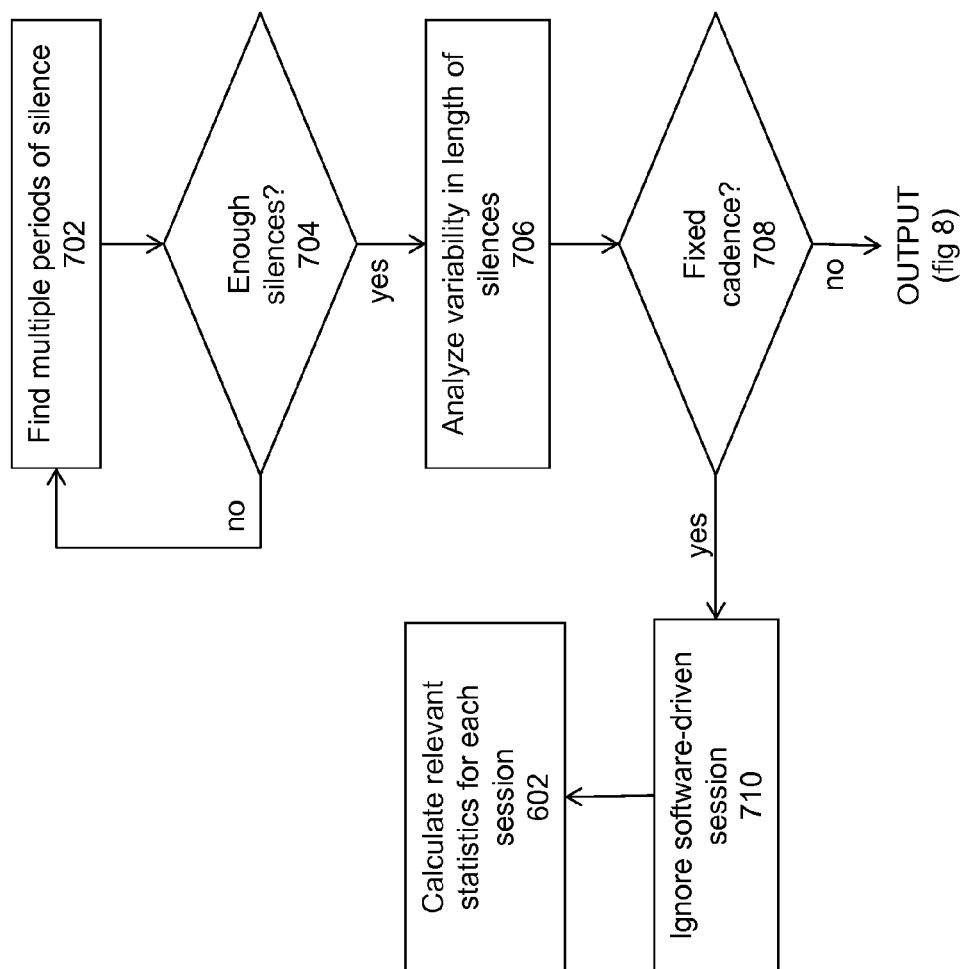 Find multiple periods of silence
702
Enough
silences?
704
no
yes
Analyze variability in length of
silences
706
Fixed
cadence?
708
yes
no
OUTPUT
(fig 8)
Ignore software-driven
session
710
Calculate relevant
statistics for each
session
602